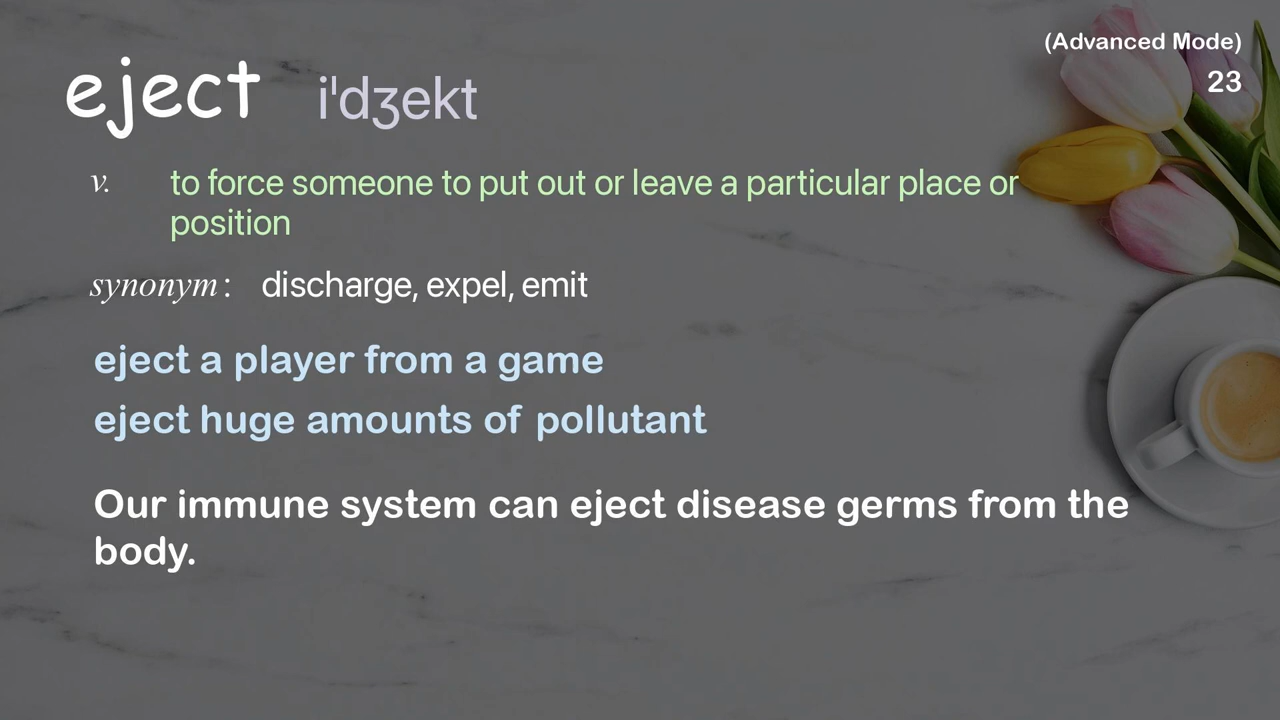 (Advanced Mode)
23
eject iˈdʒekt
v. to force someone to put out or leave a particular place or
position
synonym: discharge, expel, emit
eject a player from a game
eject huge amounts of pollutant
Our immune system can eject disease germs from the
body.